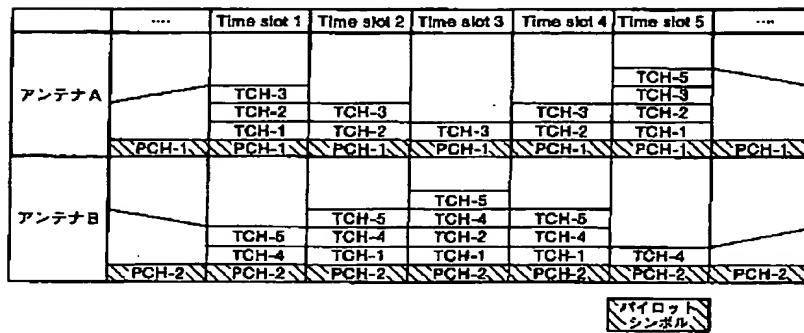 .... Time slot 1 Time slot 2 Time slot 3 Time slot 4 Time slot 5 ....
TCH-5
TCH-3 TCH-3
アンテナA TCH-2 TCH-3 TCH-3 TCH-2
TCH-1 TCH-2 TCH-3 TCH-2 TCH-1
PCH-1 PCH-1 PCH-1 PCH-1 PCH-1 PCH-1 PCH-1
TCH-5
アンテナB TCH-5 TCH-4 TCH-5
TCH-5 TCH-4 TCH-2 TCH-4
TCH-4 TCH-1 TCH-1 TCH-1 TCH-4
PCH-2 PCH-2 PCH-2 PCH-2 PCH-2 PCH-2 PCH-2
パイロット
シンボル